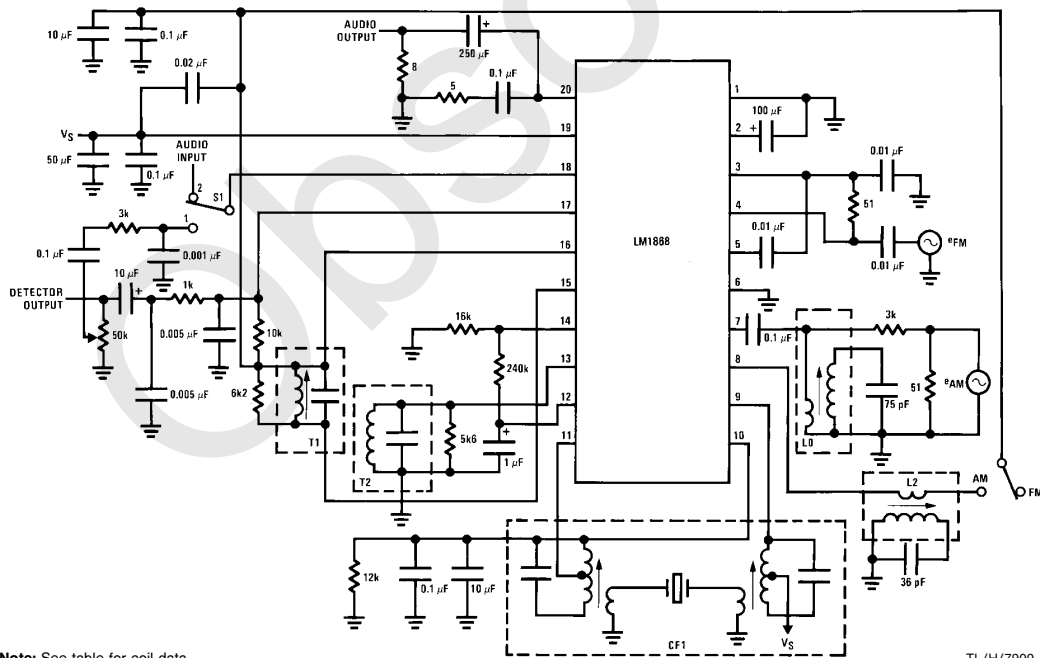 10 µF
0.1 µF
AUDIO
OUTPUT
+
250 µF
8
0.02 µF
5
0.1 µF
20
1
100 µF
+
VS
19
2
50 µF
0.1 µF
AUDIO
INPUT
2
S1
1
18
3
0.01 µF
51
17
4
0.01 µF
eFM
LM1868
3k
0.1 µF
0.001 µF
16
5
0.01 µF
10 µF
+
DETECTOR
OUTPUT
1k
15
6
50k
0.005 µF
10k
16k
14
7
0.1 µF
3k
240k
13
8
0.005 µF
6k2
T1
5k6
12
9
75 pF
51
eAM
L0
+
1 µF
11
10
T2
L2
AM
FM
36 pF
12k
0.1 µF
10 µF
CF1
VS
Note: See table for coil data
TL/H/7909